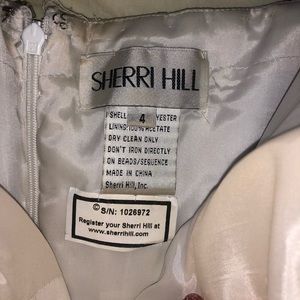 SHERRI HILL
SHELL
4
YESTER
LINING:100% ACETATE
DRY CLEAN ONLY
DON'T IRON DIRECTLY
ON BEADS/SEQUENCE
MADE IN CHINA
Sherri Hill, Inc.
© S/N: 1026972
Register your Sherri Hill at
www.sherrihill.com